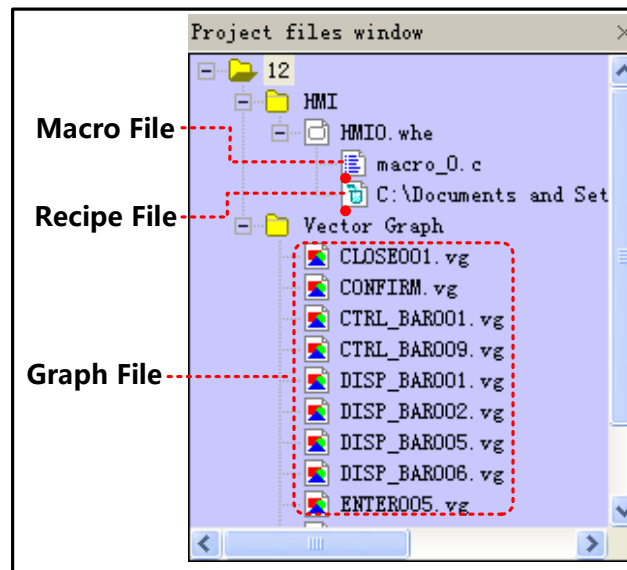 Project files window
12
HMI
HMI0.whe
Macro File
macro_0.c
C:\Documents and Set
Recipe File
Vector Graph
CLOSE001.vg
CONFIRM.vg
CTRL_BAR001.vg
CTRL_BAR009.vg
Graph File
DISP_BAR001.vg
DISP_BAR002.vg
DISP_BAR005.vg
DISP_BAR006.vg
ENTER005.vg